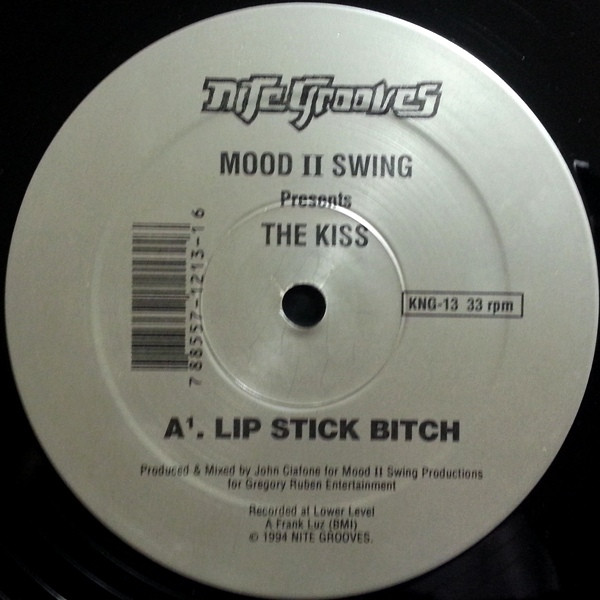 Nite Grooves
MOOD II SWING
Presents
THE KISS
7 88557-1213-1 6
KNG-13 33 rpm
A¹. LIP STICK BITCH
Produced & Mixed by John Ciafone for Mood II Swing Productions
for Gregory Ruben Entertainment
Recorded at Lower Level
A Frank Luz (BMI)
© 1994 NITE GROOVES.